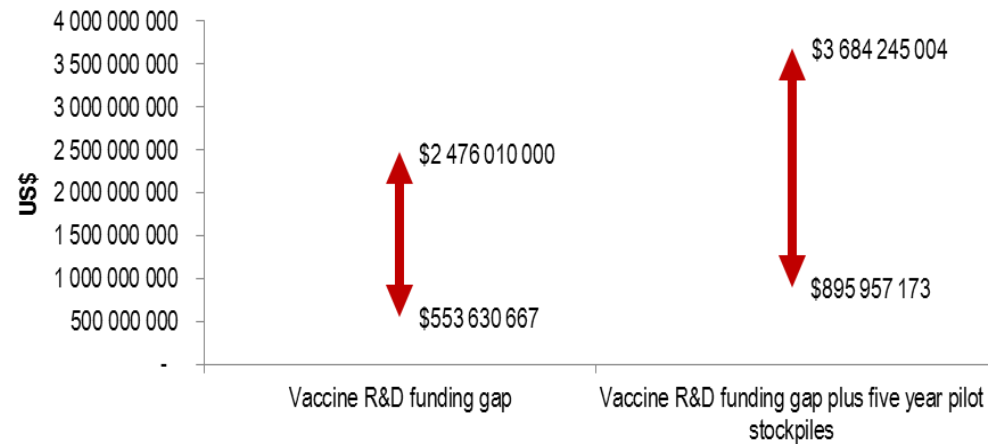 US$
4 000 000 000
3 500 000 000
3 000 000 000
2 500 000 000
2 000 000 000
1 500 000 000
1 000 000 000
500 000 000
-
$2 476 010 000
$553 630 667
$3 684 245 004
$895 957 173
Vaccine R&D funding gap
Vaccine R&D funding gap plus five year pilot
stockpiles